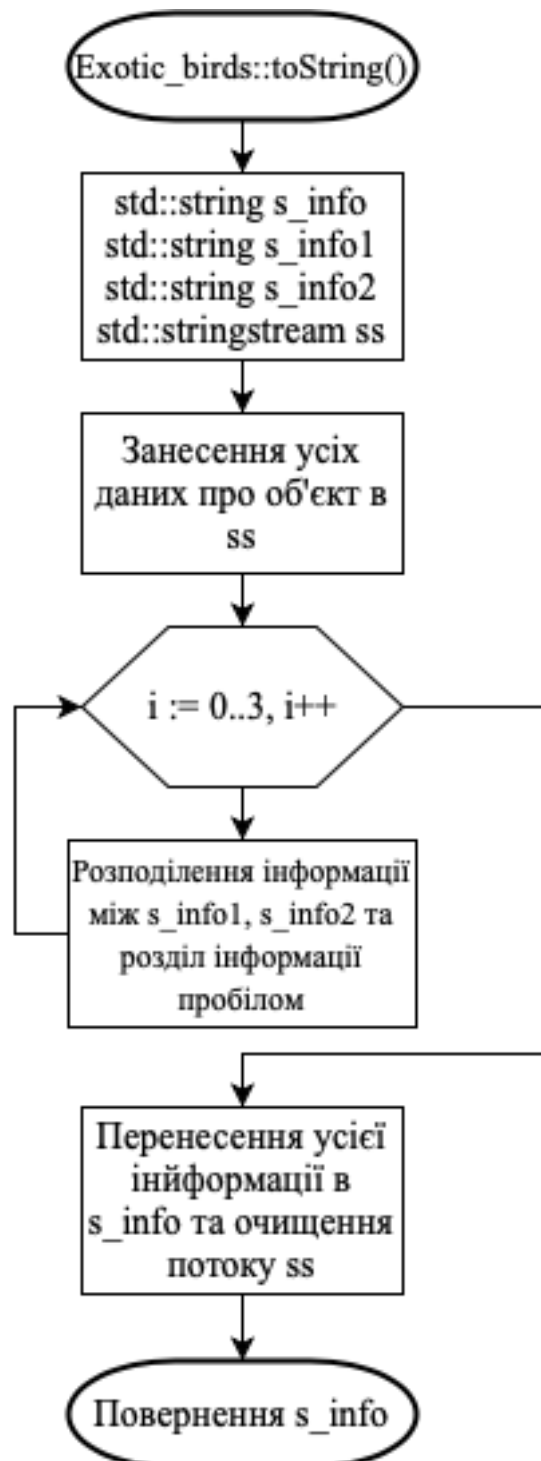 Exotic_birds::toString()
std::string s_info
std::string s_info1
std::string s_info2
std::stringstream ss
Занесення усіх
даних про об'єкт в
ss
i := 0..3, i++
Розподілення інформації
між s_info1, s_info2 та
розділ інформації
пробілом
Перенесення усієї
інйформації в
s_info та очищення
потоку ss
Повернення s_info